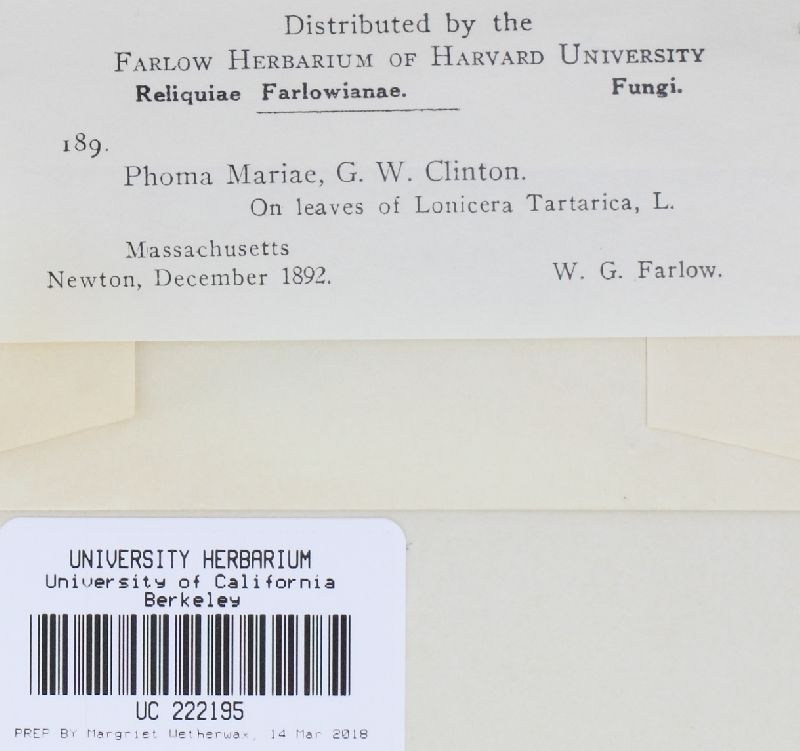 Distributed by the
Farlow Herbarium of Harvard University
Reliquiae Farlowianae. Fungi.
189.
Phoma Mariae, G. W. Clinton.
On leaves of Lonicera Tartarica, L.
Massachusetts
Newton, December 1892. W. G. Farlow.
UNIVERSITY HERBARIUM
University of California
Berkeley
UC 222195
PREP BY Margriet Wetherwax, 14 Mar 2018